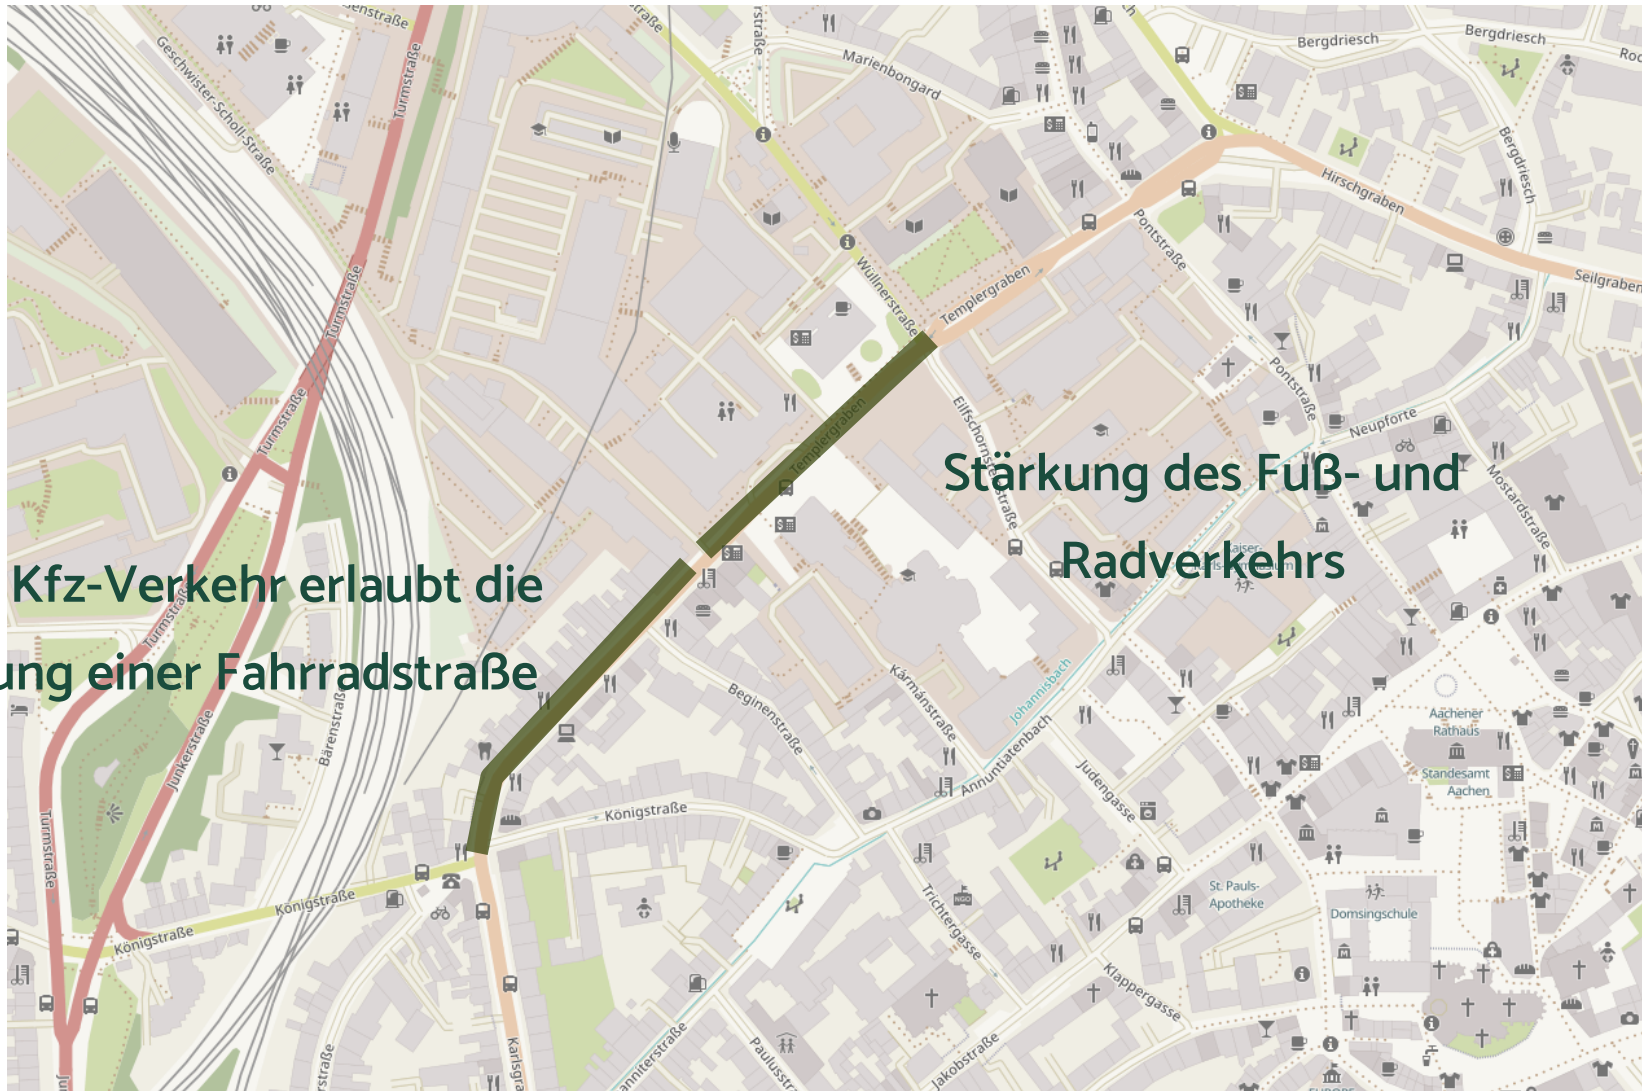 Turmstraße
Geschwister-Scholl-Straße
Marienbongard
Bergdriesch
Bergdriesch
Bergdriesch
Hirschgraben
Seilgraben
Turmstraße
Wüllnerstraße
Templergraben
Pontstraße
Turmstraße
Templergraben
Eilfschornsteinstraße
Pontstraße
Neupforte
Mostardstraße
Stärkung des Fuß- und
Radverkehrs
Kfz-Verkehr erlaubt die
ung einer Fahrradstraße
Turmstraße
Junkerstraße
Bärenstraße
Beginenstraße
Kármánstraße
Johannisbach
Annuntiatenbach
Judengasse
Aachener
Rathaus
Standesamt
Aachen
Turmstraße
Königstraße
Königstraße
Königstraße
Trichtergasse
NGO
St. Pauls-
Apotheke
Domsingschule
Klappergasse
Jakobstraße